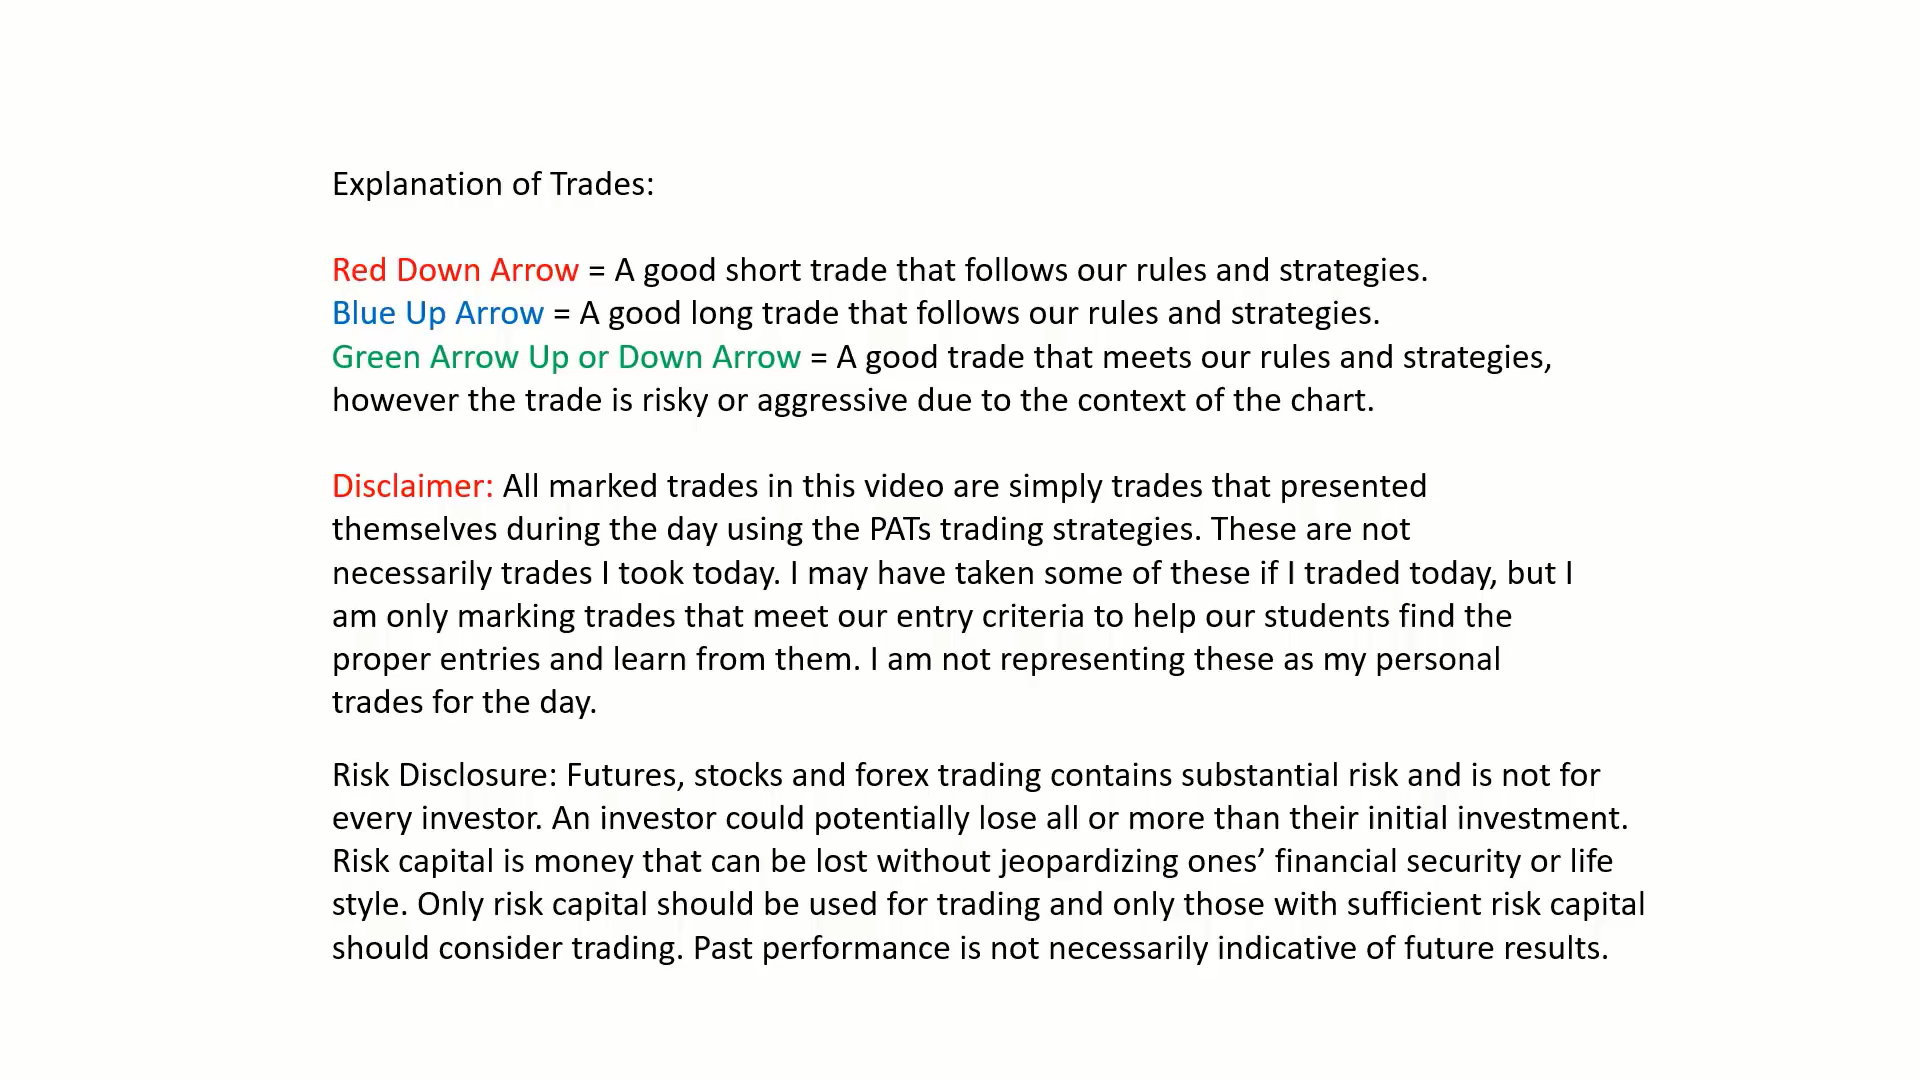 Explanation of Trades:
Red Down Arrow = A good short trade that follows our rules and strategies.
Blue Up Arrow = A good long trade that follows our rules and strategies.
Green Arrow Up or Down Arrow = A good trade that meets our rules and strategies,
however the trade is risky or aggressive due to the context of the chart.
Disclaimer: All marked trades in this video are simply trades that presented
themselves during the day using the PATs trading strategies. These are not
necessarily trades I took today. I may have taken some of these if I traded today, but I
am only marking trades that meet our entry criteria to help our students find the
proper entries and learn from them. I am not representing these as my personal
trades for the day.
Risk Disclosure: Futures, stocks and forex trading contains substantial risk and is not for
every investor. An investor could potentially lose all or more than their initial investment.
Risk capital is money that can be lost without jeopardizing ones’ financial security or life
style. Only risk capital should be used for trading and only those with sufficient risk capital
should consider trading. Past performance is not necessarily indicative of future results.